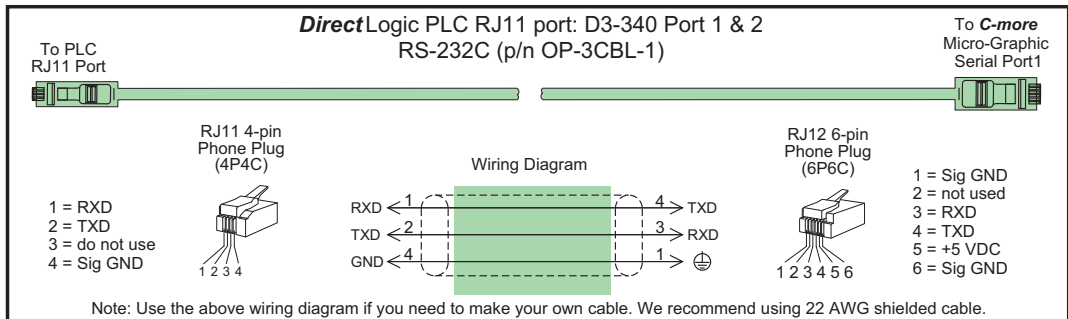 DirectLogic PLC RJ11 port: D3-340 Port 1 & 2
RS-232C (p/n OP-3CBL-1)
To PLC
RJ11 Port
To C-more
Micro-Graphic
Serial Port1
RJ11 4-pin
Phone Plug
(4P4C)
1 = RXD
2 = TXD
3 = do not use
4 = Sig GND
1 2 3 4
Wiring Diagram
RXD 1 4 TXD
TXD 2 3 RXD
GND 4 1
RJ12 6-pin
Phone Plug
(6P6C)
1 2 3 4 5 6
1 = Sig GND
2 = not used
3 = RXD
4 = TXD
5 = +5 VDC
6 = Sig GND
Note: Use the above wiring diagram if you need to make your own cable. We recommend using 22 AWG shielded cable.